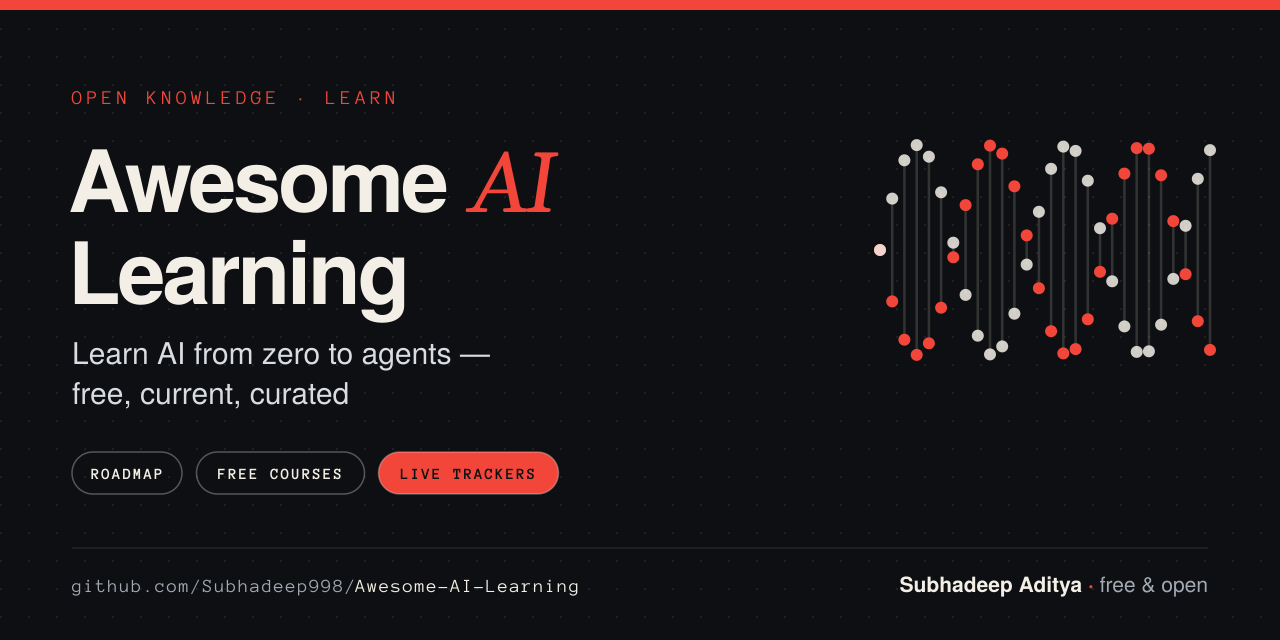 OPEN KNOWLEDGE · LEARN
Awesome AI
Learning
Learn AI from zero to agents —
free, current, curated
ROADMAP FREE COURSES LIVE TRACKERS
github.com/Subhadeep998/Awesome-AI-Learning
Subhadeep Aditya · free & open